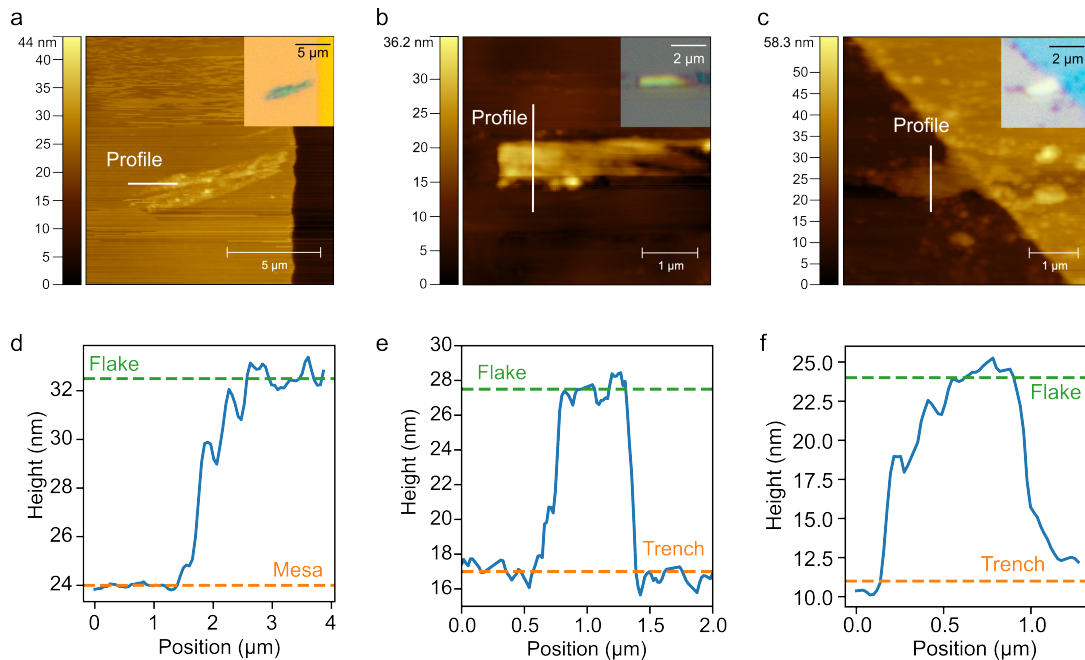 a
44 nm
40
35
30
25
20
15
10
5
0
Profile
5 µm
5 µm
b
36.2 nm
30
25
20
15
10
5
0
Profile
2 µm
1 µm
c
58.3 nm
50
45
40
35
30
25
20
15
10
5
0
Profile
2 µm
1 µm
d
Flake
Mesa
32
30
28
26
24
0 1 2 3 4
Height (nm)
Position (µm)
e
Flake
Trench
30
28
26
24
22
20
18
16
0.0 0.5 1.0 1.5 2.0
Height (nm)
Position (µm)
f
Flake
Trench
25.0
22.5
20.0
17.5
15.0
12.5
10.0
0.0 0.5 1.0
Height (nm)
Position (µm)